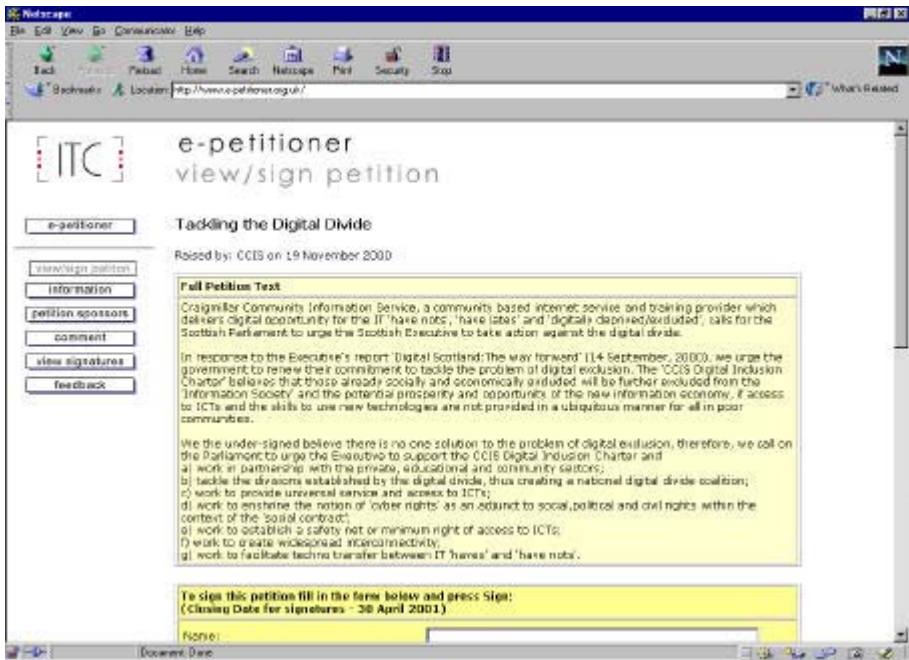 Netscape
File Edit View Go Communicator Help
Back Reload Home Search Netscape Print Security Stop
Bookmarks Location: http://www.e-petitioner.org.uk/ What's Related
N
[ITC]
e-petitioner
view/sign petition
e-petitioner
view/sign petition
information
petition sponsors
comment
view signatures
feedback
Tackling the Digital Divide
Raised by: CCIS on 19 November 2000
Full Petition Text
Craigmillar Community Information Service, a community based internet service and training provider which
delivers digital opportunity for the IT 'have nots', 'have lates' and 'digitally deprived/excluded', calls for the
Scottish Parliament to urge the Scottish Executive to take action against the digital divide.
In response to the Executive's report 'Digital Scotland:The way forward' (14 September, 2000), we urge the
government to renew their commitment to tackle the problem of digital exclusion. The 'CCIS Digital Inclusion
Charter' believes that those already socially and economically excluded will be further excluded from the
'Information Society' and the potential prosperity and opportunity of the new information economy, if access
to ICTs and the skills to use new technologies are not provided in a ubiquitous manner for all in poor
communities.
We the under-signed believe there is no one solution to the problem of digital exclusion, therefore, we call on
the Parliament to urge the Executive to support the CCIS Digital Inclusion Charter and
a) work in partnership with the private, educational and community sectors;
b) tackle the divisions established by the digital divide, thus creating a national digital divide coalition;
c) work to provide universal service and access to ICTs;
d) work to enshrine the notion of 'cyber rights' as an adjunct to social,political and civil rights within the
context of the 'social contract';
e) work to establish a safety net or minimum right of access to ICTs;
f) work to create widespread interconnectivity;
g) work to facilitate techno transfer between IT 'haves' and 'have nots'.
To sign this petition fill in the form below and press Sign:
(Closing Date for signatures - 30 April 2001)
Name:
Document: Done